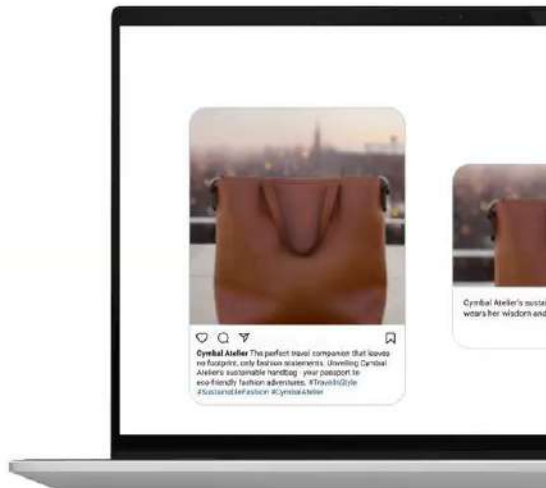 Cymbal Atelier The perfect travel companion that leaves
no footprint, only fashion statements. Unveiling Cymbal
Atelier's sustainable handbag - your passport to
eco-friendly fashion adventures. #TravelInStyle
#SustainableFashion #CymbalAtelier
Cymbal Atelier's sustai
wears her wisdom and